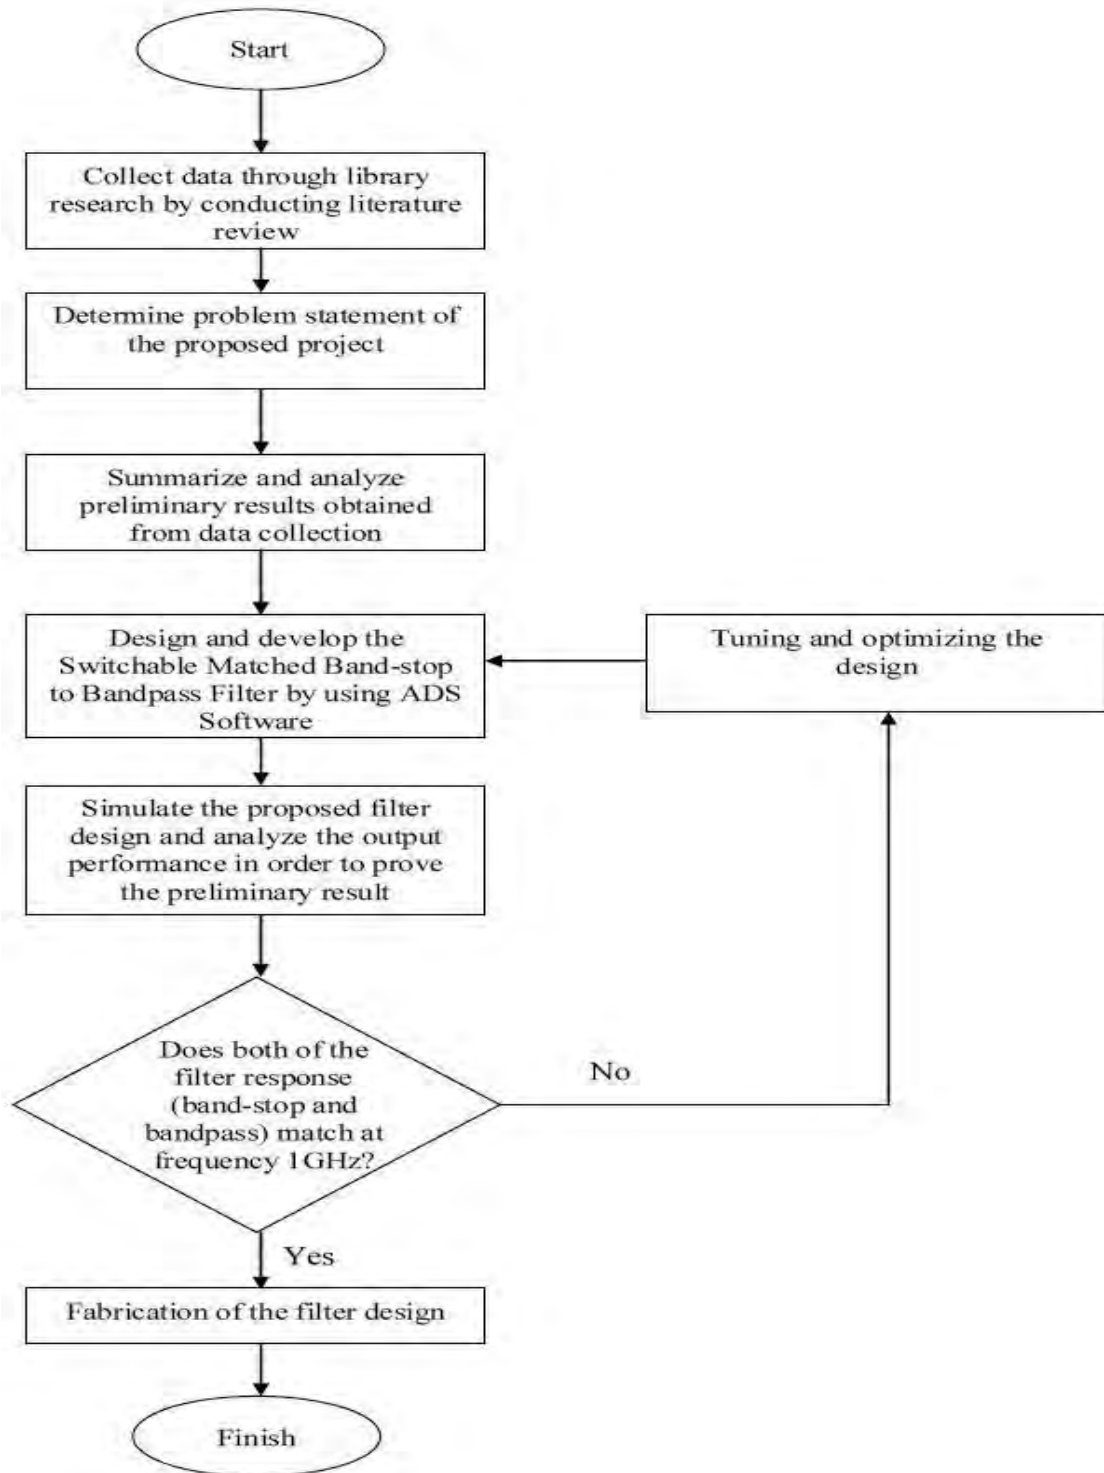 Start
Collect data through library
research by conducting literature
review
Determine problem statement of
the proposed project
Summarize and analyze
preliminary results obtained
from data collection
Design and develop the
Switchable Matched Band-stop
to Bandpass Filter by using ADS
Software
Tuning and optimizing the
design
Simulate the proposed filter
design and analyze the output
performance in order to prove
the preliminary result
Does both of the
filter response
(band-stop and
bandpass) match at
frequency 1GHz?
No
Yes
Fabrication of the filter design
Finish